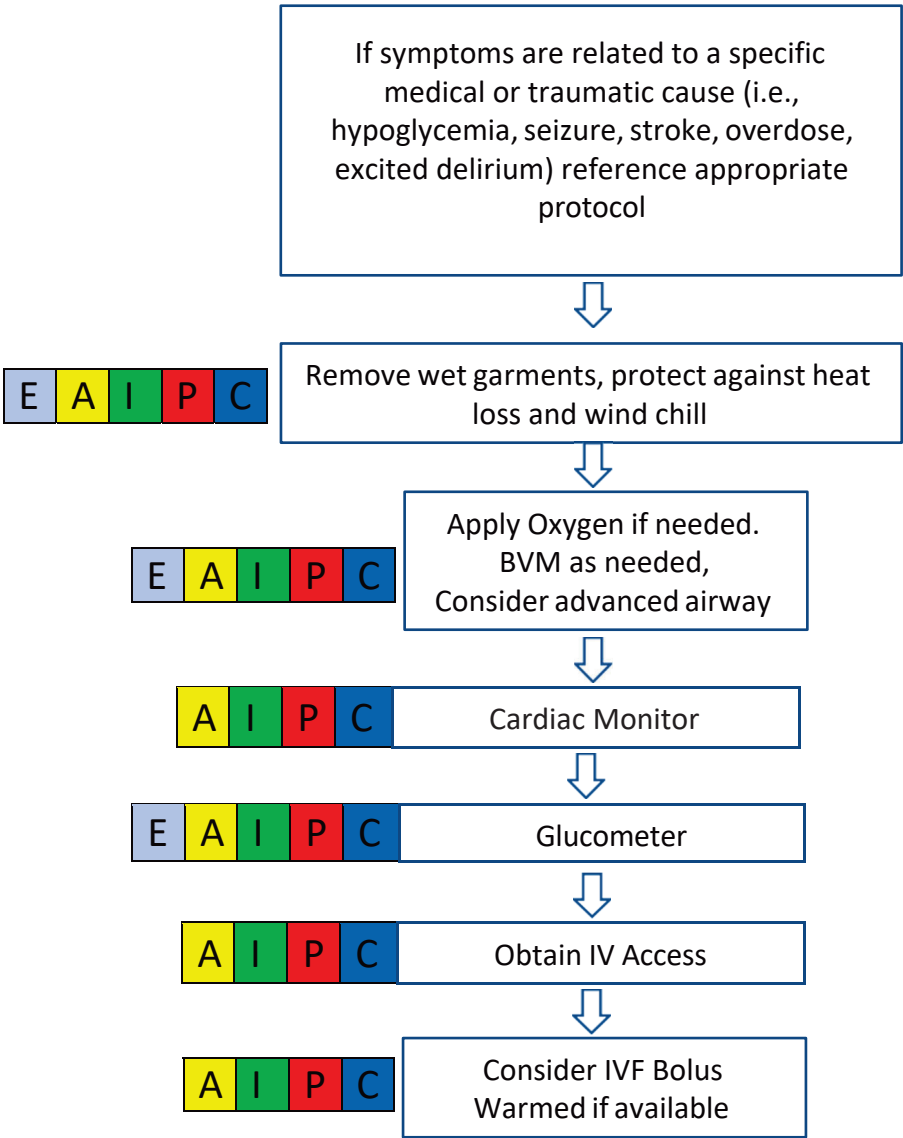 If symptoms are related to a specific
medical or traumatic cause (i.e.,
hypoglycemia, seizure, stroke, overdose,
excited delirium) reference appropriate
protocol
E A I P C
Remove wet garments, protect against heat
loss and wind chill
E A I P C
Apply Oxygen if needed.
BVM as needed,
Consider advanced airway
A I P C
Cardiac Monitor
E A I P C
Glucometer
A I P C
Obtain IV Access
A I P C
Consider IVF Bolus
Warmed if available